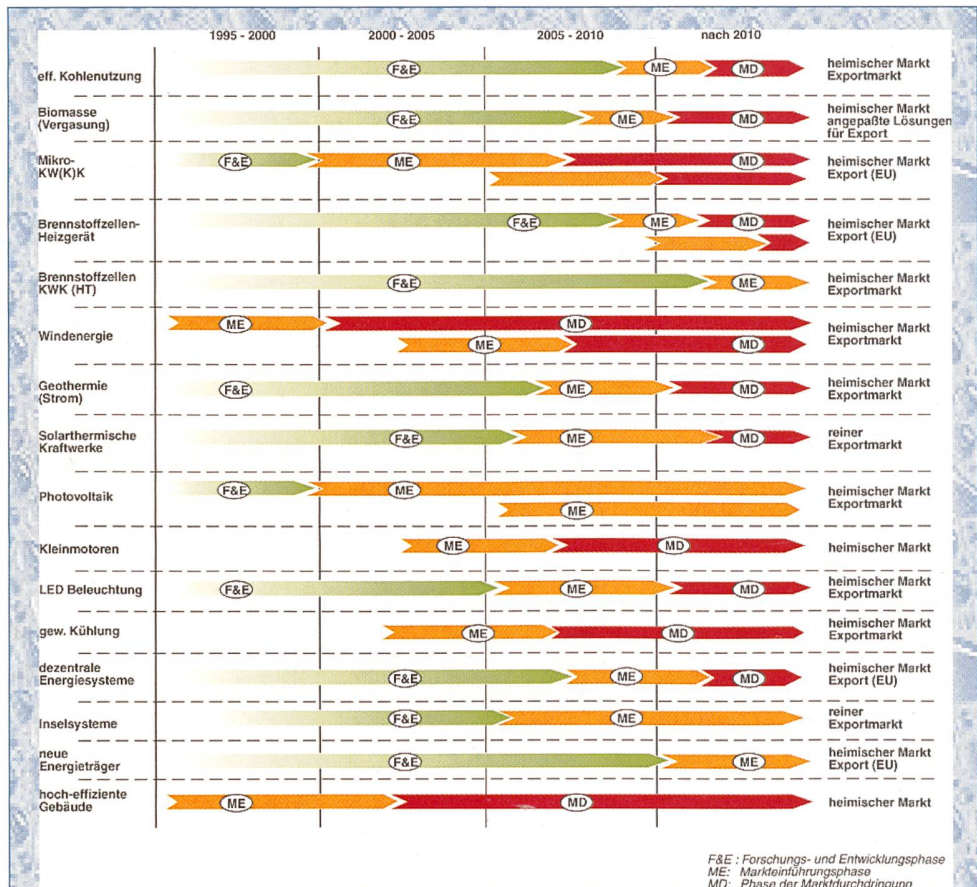 1995 - 2000 2000 - 2005 2005 - 2010 nach 2010
eff. Kohlenutzung F&E ME MD heimischer Markt
Exportmarkt
Biomasse
(Vergasung) F&E ME MD heimischer Markt
angepaßte Lösungen
für Export
Mikro-
KW(K)K F&E ME MD heimischer Markt
Export (EU)
Brennstoffzellen-
Heizgerät F&E ME MD heimischer Markt
Export (EU)
Brennstoffzellen
KWK (HT) F&E ME heimischer Markt
Exportmarkt
Windenergie ME MD heimischer Markt
ME MD Exportmarkt
Geothermie
(Strom) F&E ME MD heimischer Markt
Exportmarkt
Solarthermische
Kraftwerke F&E ME MD reiner
Exportmarkt
Photovoltaik F&E ME heimischer Markt
ME Exportmarkt
Kleinmotoren ME MD heimischer Markt
LED Beleuchtung F&E ME MD heimischer Markt
Exportmarkt
gew. Kühlung ME MD heimischer Markt
Exportmarkt
dezentrale
Energiesysteme F&E ME MD heimischer Markt
Export (EU)
Inselsysteme F&E ME reiner
Exportmarkt
neue
Energieträger F&E ME heimischer Markt
Export (EU)
hoch-effiziente
Gebäude ME MD heimischer Markt
F&E : Forschungs- und Entwicklungsphase
ME: Markteinführungsphase
MD: Phase der Marktdurchdringung